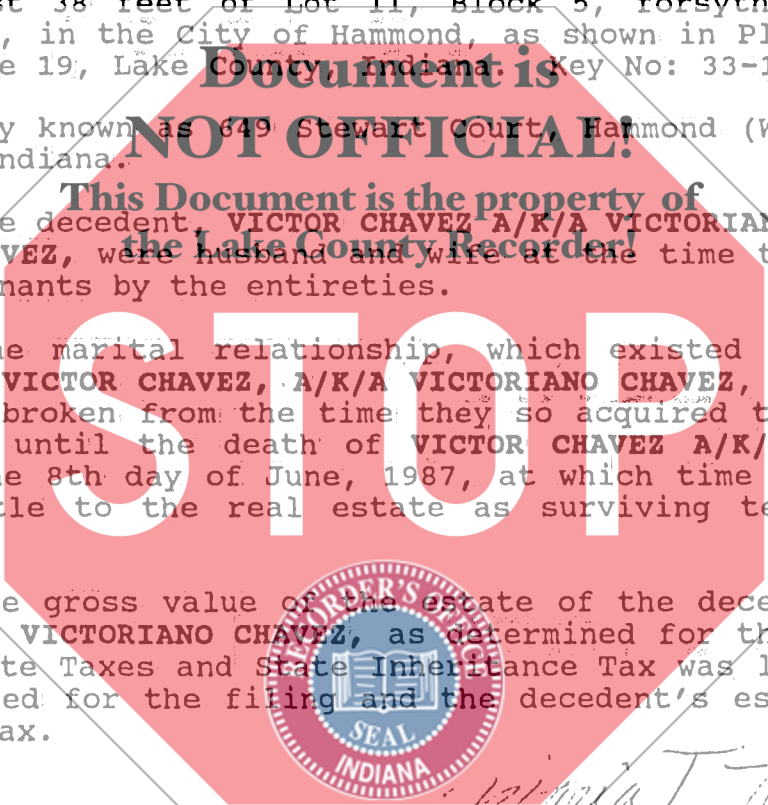 st 38 feet of Lot 11, Block 5, Forsyth
, in the City of Hammond, as shown in Pl
e 19, Lake County, Indiana. Key No: 33-1
Document is
y known as 649 Stewart Court, Hammond (W
NOT OFFICIAL!
ndiana.
This Document is the property of
e decedent, VICTOR CHAVEZ A/K/A VICTORIAN
the Lake County Recorder!
VEZ, were husband and wife at the time t
nants by the entireties.
STOP
e marital relationship, which existed
VICTOR CHAVEZ, A/K/A VICTORIANO CHAVEZ,
broken from the time they so acquired t
until the death of VICTOR CHAVEZ A/K/
e 8th day of June, 1987, at which time
tle to the real estate as surviving te
e gross value of the estate of the dece
VICTORIANO CHAVEZ, as determined for th
te Taxes and State Inheritance Tax was l
ed for the filing and the decedent's es
ax.
RECORDER'S OFFICE
SEAL
INDIANA